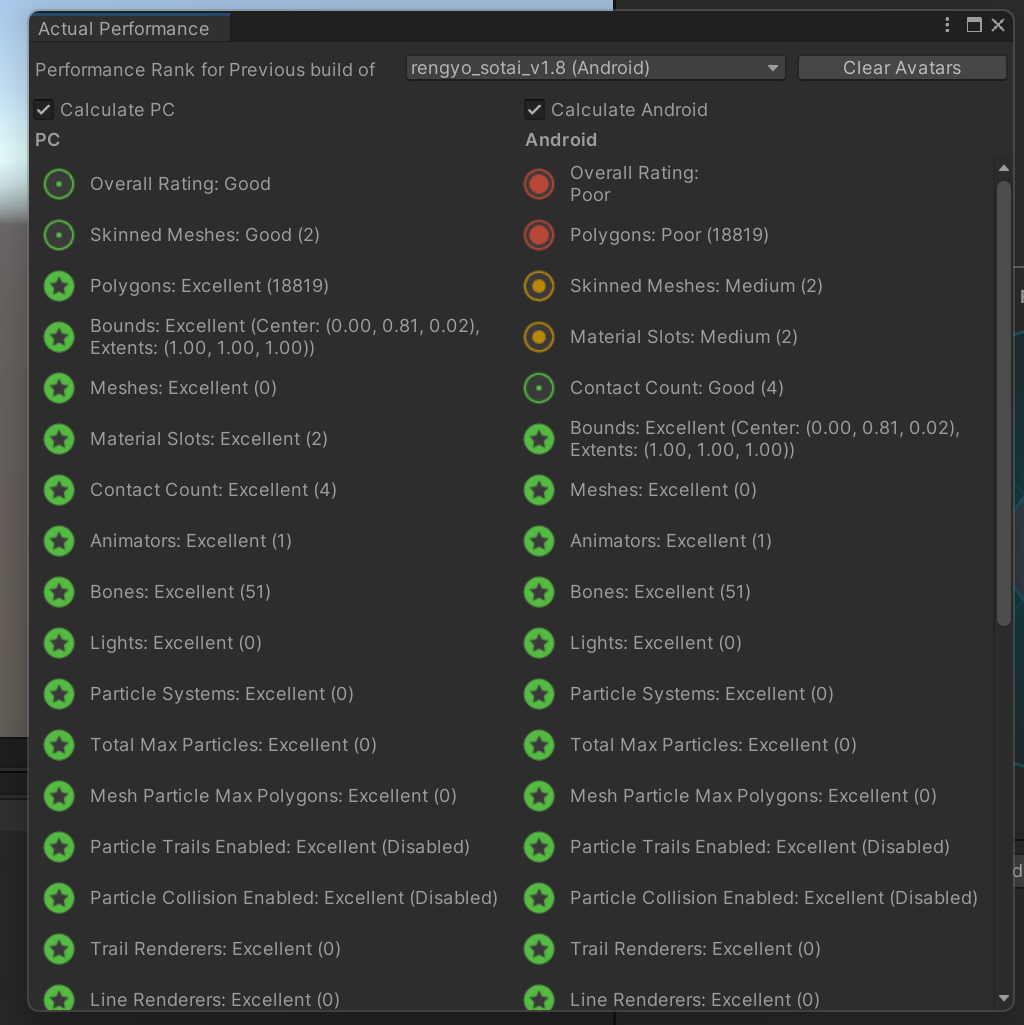 Actual Performance
Performance Rank for Previous build of
rengyo_sotai_v1.8 (Android)
Clear Avatars
Calculate PC
Calculate Android
PC
Android
Overall Rating: Good
Skinned Meshes: Good (2)
Polygons: Excellent (18819)
Bounds: Excellent (Center: (0.00, 0.81, 0.02),
Extents: (1.00, 1.00, 1.00))
Meshes: Excellent (0)
Material Slots: Excellent (2)
Contact Count: Excellent (4)
Animators: Excellent (1)
Bones: Excellent (51)
Lights: Excellent (0)
Particle Systems: Excellent (0)
Total Max Particles: Excellent (0)
Mesh Particle Max Polygons: Excellent (0)
Particle Trails Enabled: Excellent (Disabled)
Particle Collision Enabled: Excellent (Disabled)
Trail Renderers: Excellent (0)
Line Renderers: Excellent (0)
Overall Rating:
Poor
Polygons: Poor (18819)
Skinned Meshes: Medium (2)
Material Slots: Medium (2)
Contact Count: Good (4)
Bounds: Excellent (Center: (0.00, 0.81, 0.02),
Extents: (1.00, 1.00, 1.00))
Meshes: Excellent (0)
Animators: Excellent (1)
Bones: Excellent (51)
Lights: Excellent (0)
Particle Systems: Excellent (0)
Total Max Particles: Excellent (0)
Mesh Particle Max Polygons: Excellent (0)
Particle Trails Enabled: Excellent (Disabled)
Particle Collision Enabled: Excellent (Disabled)
Trail Renderers: Excellent (0)
Line Renderers: Excellent (0)